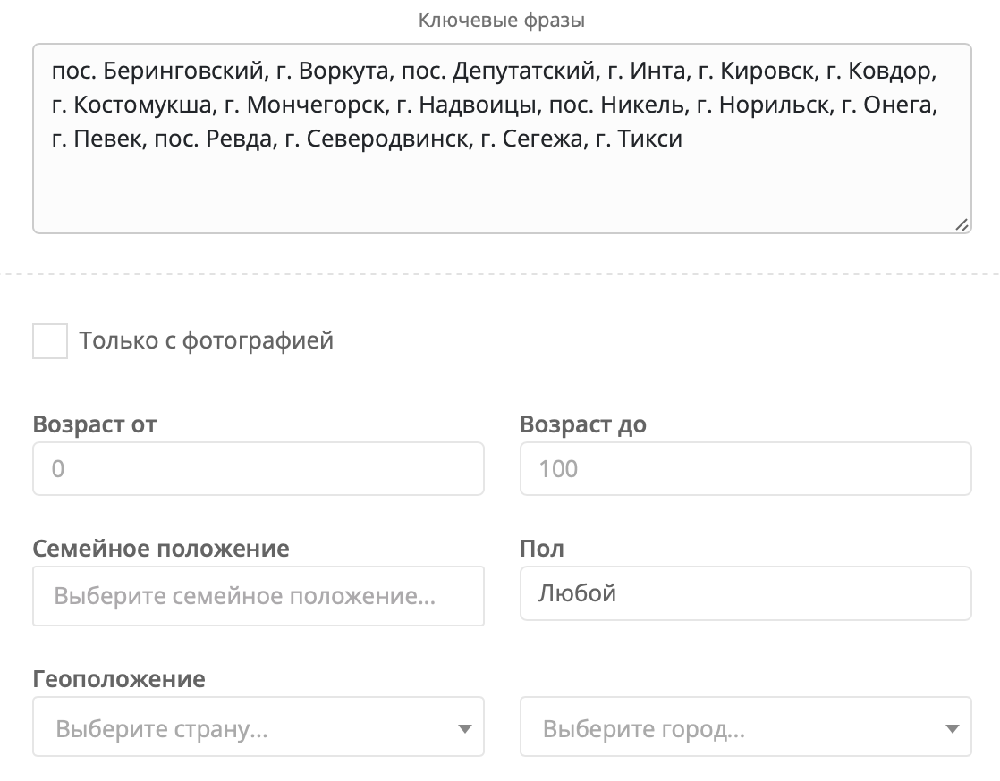 Ключевые фразы
пос. Беринговский, г. Воркута, пос. Депутатский, г. Инта, г. Кировск, г. Ковдор,
г. Костомукша, г. Мончегорск, г. Надвоицы, пос. Никель, г. Норильск, г. Онега,
г. Певек, пос. Ревда, г. Северодвинск, г. Сегежа, г. Тикси
Только с фотографией
Возраст от
Возраст до
0
100
Семейное положение
Пол
Выберите семейное положение...
Любой
Геоположение
Выберите страну...
Выберите город...